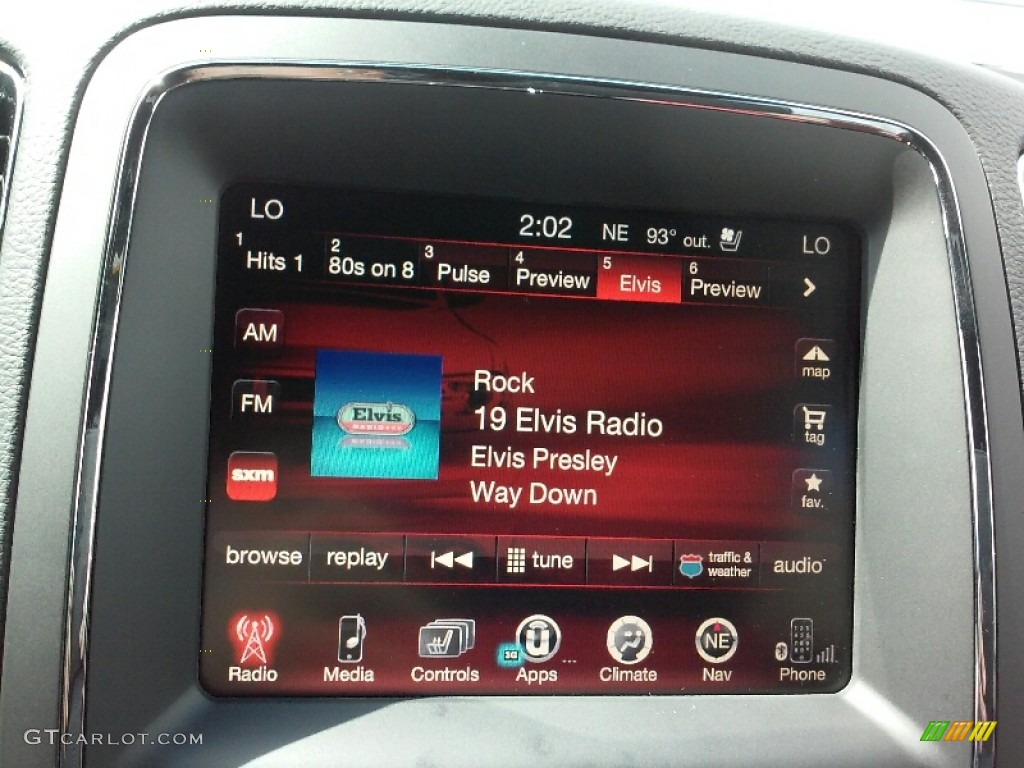 LO
2:02 NE 93° out.
LO
1 Hits 1
2 80s on 8
3 Pulse
4 Preview
5 Elvis
6 Preview
AM
FM
sxm
Elvis
RADIO
Rock
19 Elvis Radio
Elvis Presley
Way Down
map
tag
fav.
browse replay tune traffic & weather audio
3G
NE
Radio Media Controls Apps ... Climate Nav Phone
GTCARLOT.COM